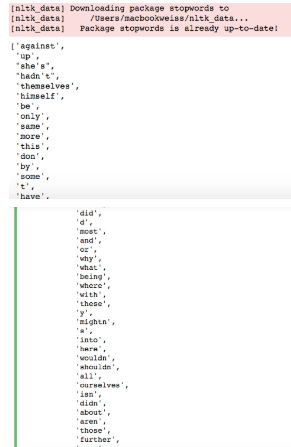 [nltk_data] Downloading package stopwords to
[nltk_data]     /Users/macbookweiss/nltk_data...
[nltk_data]   Package stopwords is already up-to-date!
['against',
'up',
"she's",
"hadn't",
'themselves',
'himself',
'be',
'only',
'same',
'more',
'this',
'don',
'by',
'some',
't',
'have',
'did',
'd',
'most',
'and',
'or',
'why',
'what',
'being',
'where',
'with',
'these',
'y',
'mightn',
's',
'into',
'here',
'wouldn',
'shouldn',
'all',
'ourselves',
'isn',
'didn',
'about',
'aren',
'those',
'further',